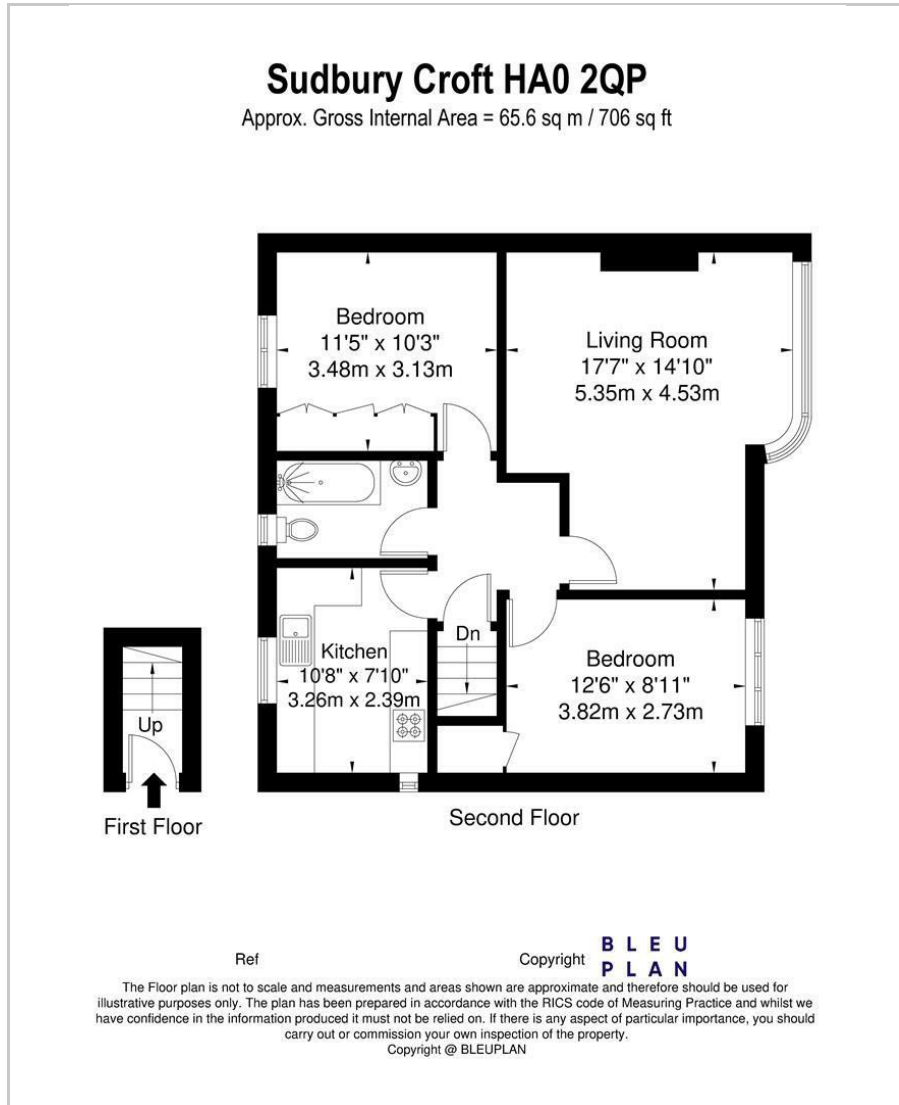 Sudbury Croft HA0 2QP
Approx. Gross Internal Area = 65.6 sq m / 706 sq ft
Bedroom
11'5" x 10'3"
3.48m x 3.13m
Living Room
17'7" x 14'10"
5.35m x 4.53m
Kitchen
10'8" x 7'10"
3.26m x 2.39m
Dn
Bedroom
12'6" x 8'11"
3.82m x 2.73m
Up
First Floor
Second Floor
Ref
Copyright
BLEU
PLAN
The Floor plan is not to scale and measurements and areas shown are approximate and therefore should be used for
illustrative purposes only. The plan has been prepared in accordance with the RICS code of Measuring Practice and whilst we
have confidence in the information produced it must not be relied on. If there is any aspect of particular importance, you should
carry out or commission your own inspection of the property.
Copyright @ BLEUPLAN